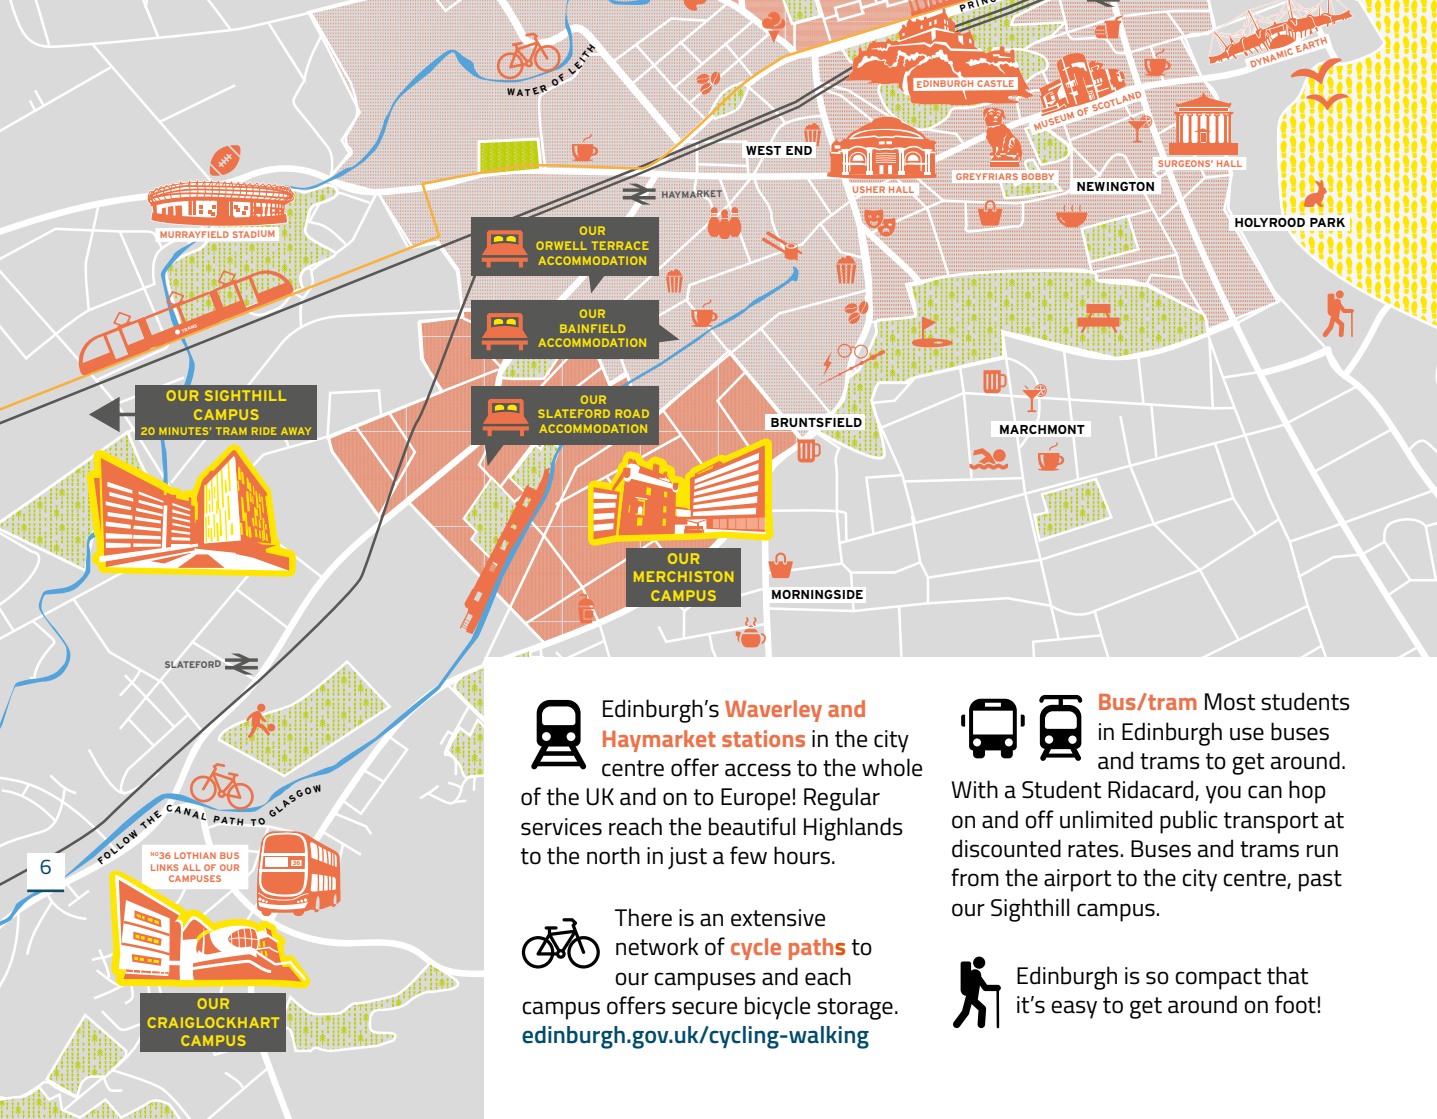 PRINC
WATER OF LEITH
EDINBURGH CASTLE
DYNAMIC EARTH
MUSEUM OF SCOTLAND
WEST END
SURGEONS' HALL
GREYFRIARS BOBBY
USHER HALL
NEWINGTON
HAYMARKET
HOLYROOD PARK
MURRAYFIELD STADIUM
OUR
ORWELL TERRACE
ACCOMMODATION
TRAMS
OUR
BAINFIELD
ACCOMMODATION
OUR SIGHTHILL
CAMPUS
20 MINUTES' TRAM RIDE AWAY
OUR
SLATEFORD ROAD
ACCOMMODATION
BRUNTSFIELD
MARCHMONT
OUR
MERCHISTON
CAMPUS
MORNINGSIDE
SLATEFORD
FOLLOW THE CANAL PATH TO GLASGOW
6
Nº36 LOTHIAN BUS
LINKS ALL OF OUR
CAMPUSES
36
OUR
CRAIGLOCKHART
CAMPUS
Edinburgh's Waverley and
Haymarket stations in the city
centre offer access to the whole
of the UK and on to Europe! Regular
services reach the beautiful Highlands
to the north in just a few hours.
There is an extensive
network of cycle paths to
our campuses and each
campus offers secure bicycle storage.
edinburgh.gov.uk/cycling-walking
Bus/tram Most students
in Edinburgh use buses
and trams to get around.
With a Student Ridacard, you can hop
on and off unlimited public transport at
discounted rates. Buses and trams run
from the airport to the city centre, past
our Sighthill campus.
Edinburgh is so compact that
it's easy to get around on foot!